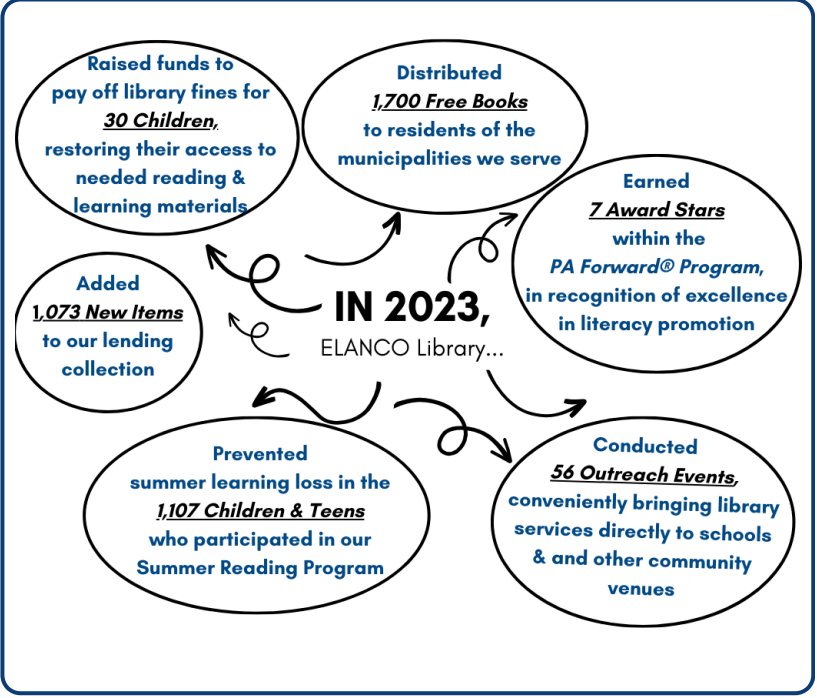 Raised funds to
pay off library fines for
30 Children,
restoring their access to
needed reading &
learning materials
Distributed
1,700 Free Books
to residents of the
municipalities we serve
Earned
7 Award Stars
within the
PA Forward® Program,
in recognition of excellence
in literacy promotion
Added
1,073 New Items
to our lending
collection
IN 2023,
ELANCO Library...
Prevented
summer learning loss in the
1,107 Children & Teens
who participated in our
Summer Reading Program
Conducted
56 Outreach Events,
conveniently bringing library
services directly to schools
& and other community
venues